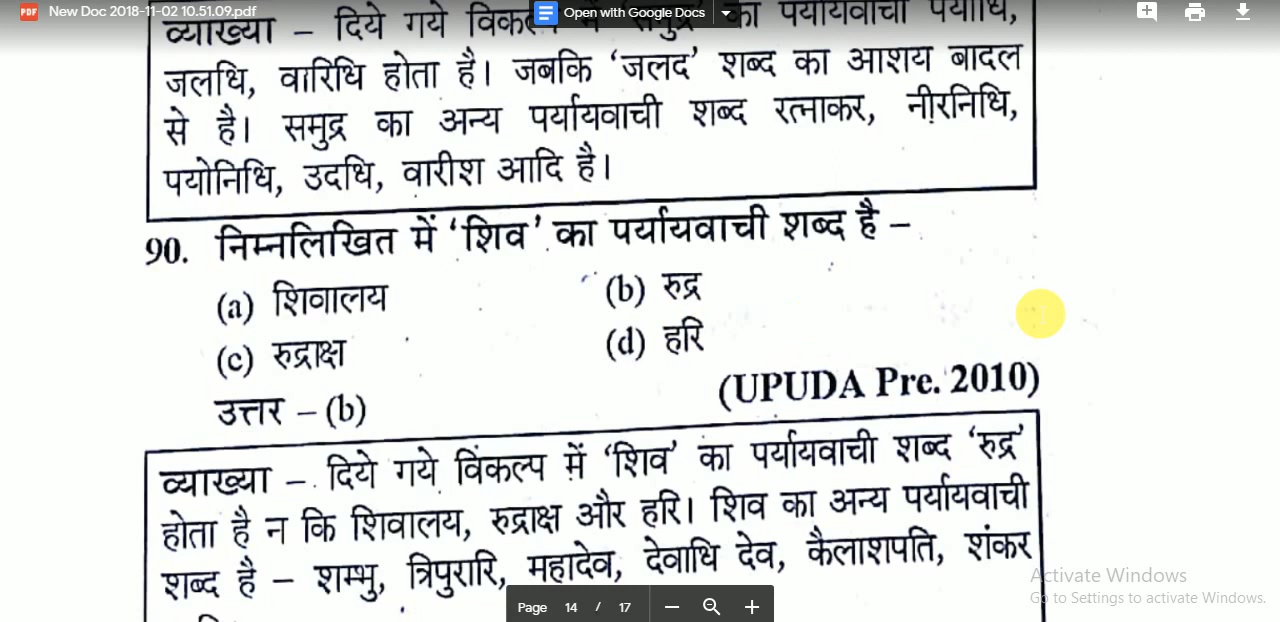 New Doc 2018-11-02 10.51.09.pdf
Open with Google Docs
व्याख्या – दिये गये विकल्प में ‘समुद्र’ का पर्यायवाची पयोधि,
जलधि, वारिधि होता है। जबकि ‘जलद’ शब्द का आशय बादल
से है। समुद्र का अन्य पर्यायवाची शब्द रत्नाकर, नीरनिधि,
पयोनिधि, उदधि, वारीश आदि है।
90. निम्नलिखित में ‘शिव’ का पर्यायवाची शब्द है –
(a) शिवालय (b) रुद्र
(c) रुद्राक्ष (d) हरि
(UPUDA Pre. 2010)
उत्तर – (b)
व्याख्या – दिये गये विकल्प में ‘शिव’ का पर्यायवाची शब्द ‘रुद्र’
होता है न कि शिवालय, रुद्राक्ष और हरि। शिव का अन्य पर्यायवाची
शब्द है – शम्भु, त्रिपुरारि, महादेव, देवाधि देव, कैलाशपति, शंकर
Activate Windows
Go to Settings to activate Windows.
Page 14 / 17